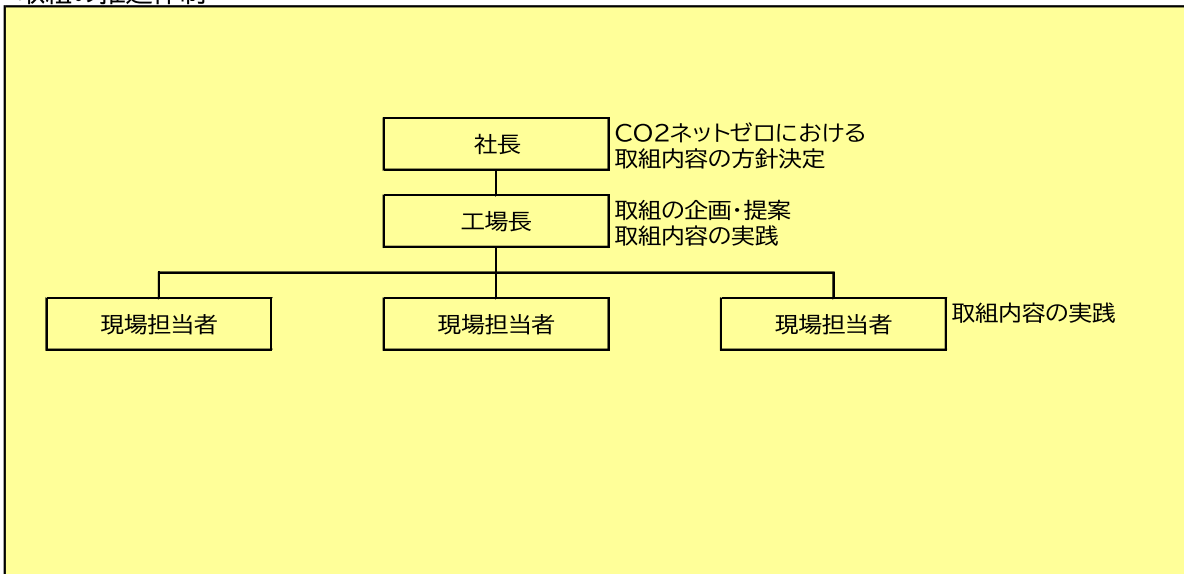 社長
CO2ネットゼロにおける
取組内容の方針決定
工場長
取組の企画・提案
取組内容の実践
現場担当者
現場担当者
現場担当者
取組内容の実践